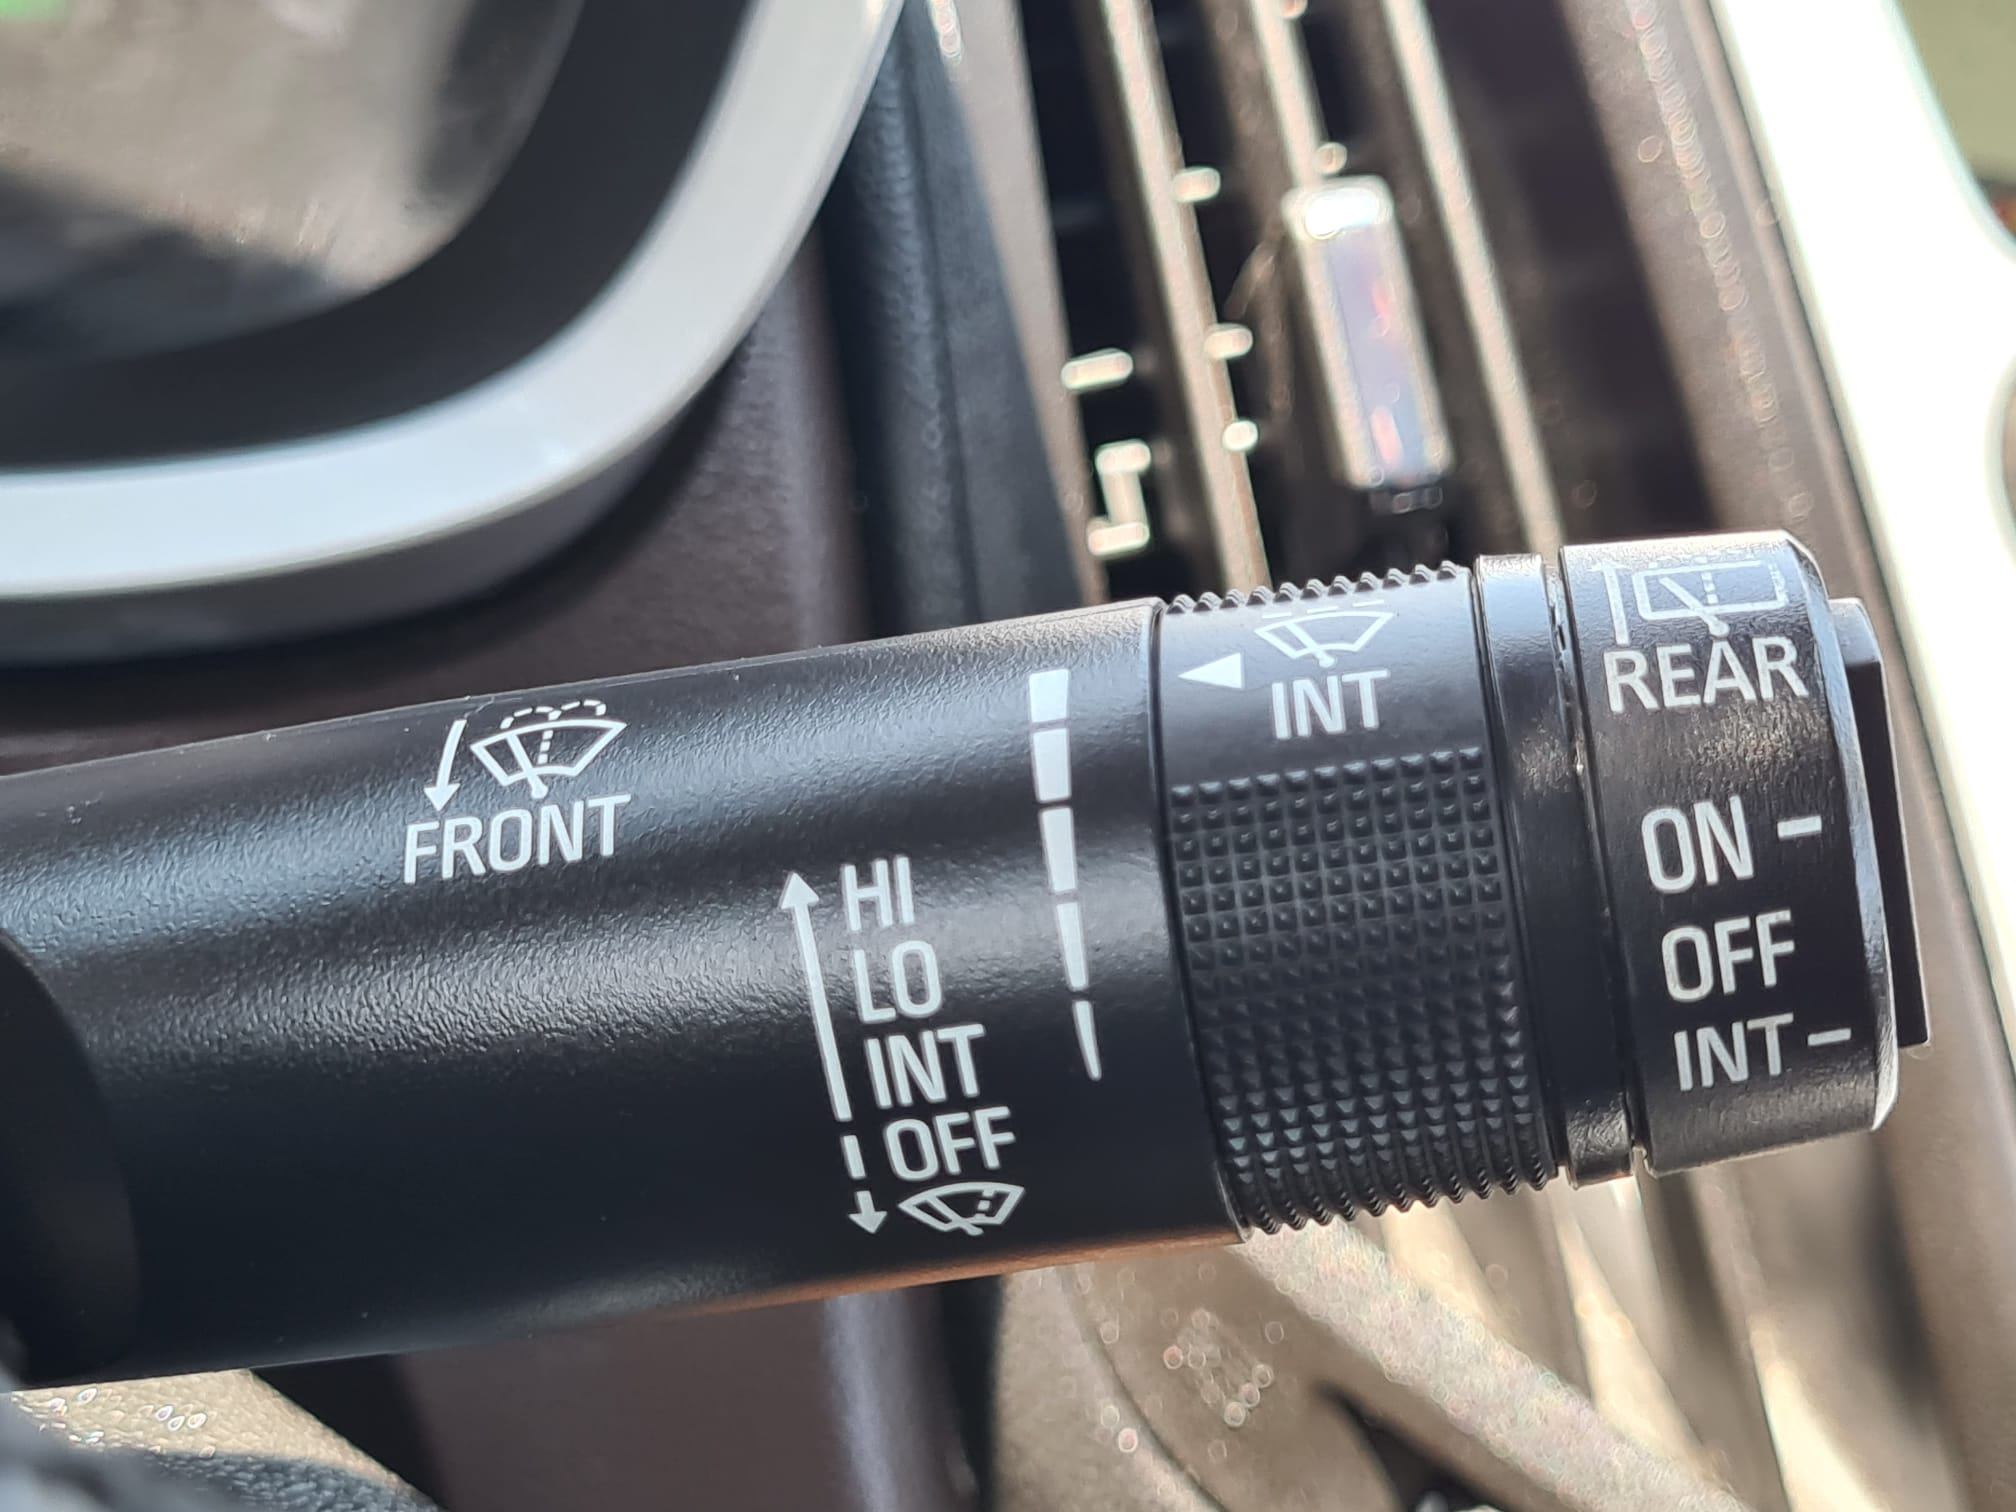 FRONT
HI
LO
INT
OFF
INT
REAR
ON -
OFF
INT -